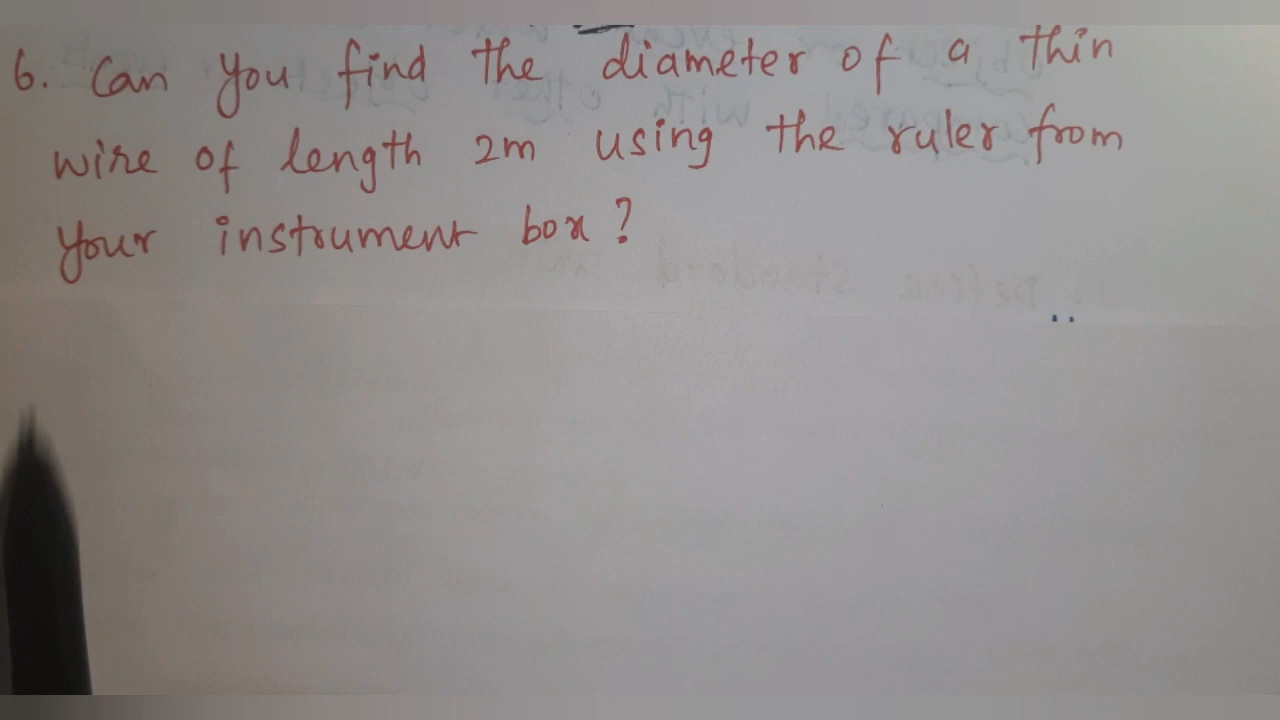 6. Can you find the diameter of a thin
wire of length 2m using the ruler from
your instrument box?